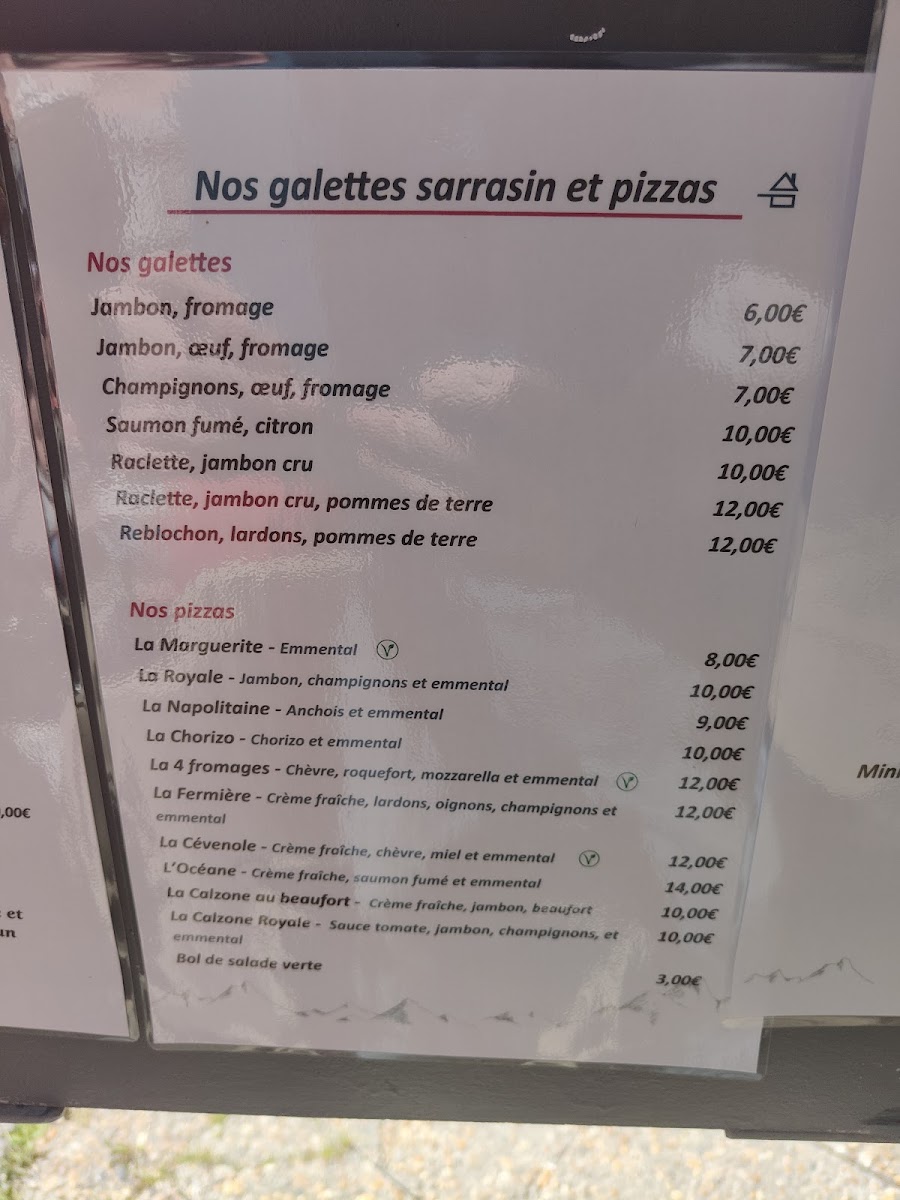 Nos galettes sarrasin et pizzas
Nos galettes
Jambon, fromage 6,00€
Jambon, œuf, fromage 7,00€
Champignons, œuf, fromage 7,00€
Saumon fumé, citron 10,00€
Raclette, jambon cru 10,00€
Raclette, jambon cru, pommes de terre 12,00€
Reblochon, lardons, pommes de terre 12,00€
Nos pizzas
La Marguerite - Emmental 8,00€
La Royale - Jambon, champignons et emmental 10,00€
La Napolitaine - Anchois et emmental 9,00€
La Chorizo - Chorizo et emmental 10,00€
La 4 fromages - Chèvre, roquefort, mozzarella et emmental 12,00€
La Fermière - Crème fraîche, lardons, oignons, champignons et 12,00€
emmental
La Cévenole - Crème fraîche, chèvre, miel et emmental 12,00€
L'Océane - Crème fraîche, saumon fumé et emmental 14,00€
La Calzone au beaufort - Crème fraîche, jambon, beaufort 10,00€
La Calzone Royale - Sauce tomate, jambon, champignons, et 10,00€
emmental
Bol de salade verte 3,00€
,00€
et
Mini